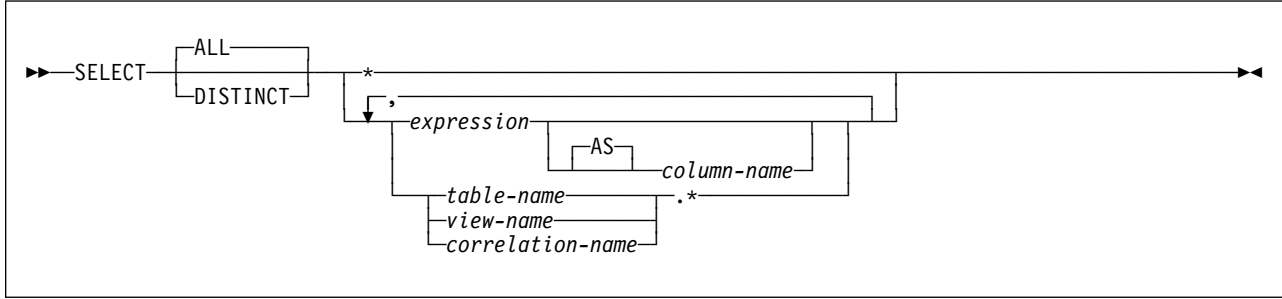 ALL
SELECT *
DISTINCT ,
expression
AS
column-name
table-name .*
view-name
correlation-name